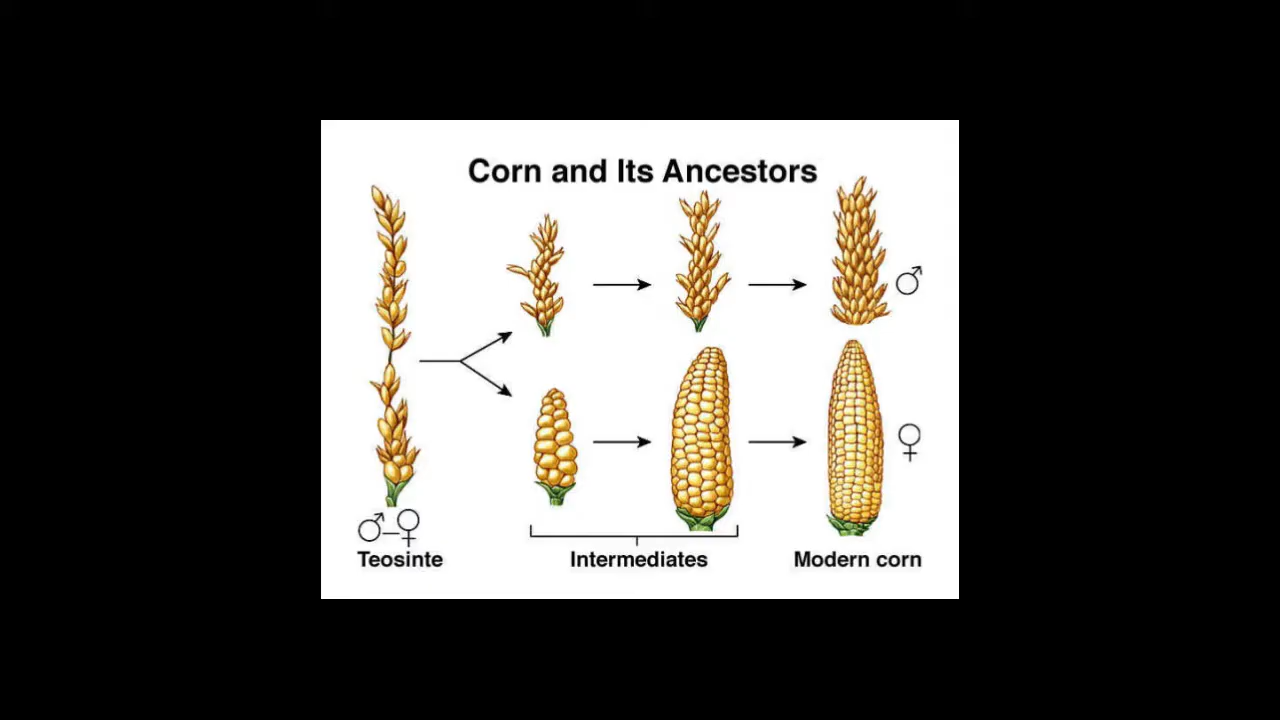 Corn and Its Ancestors
♂
♀
♂–♀
Teosinte
Intermediates
Modern corn